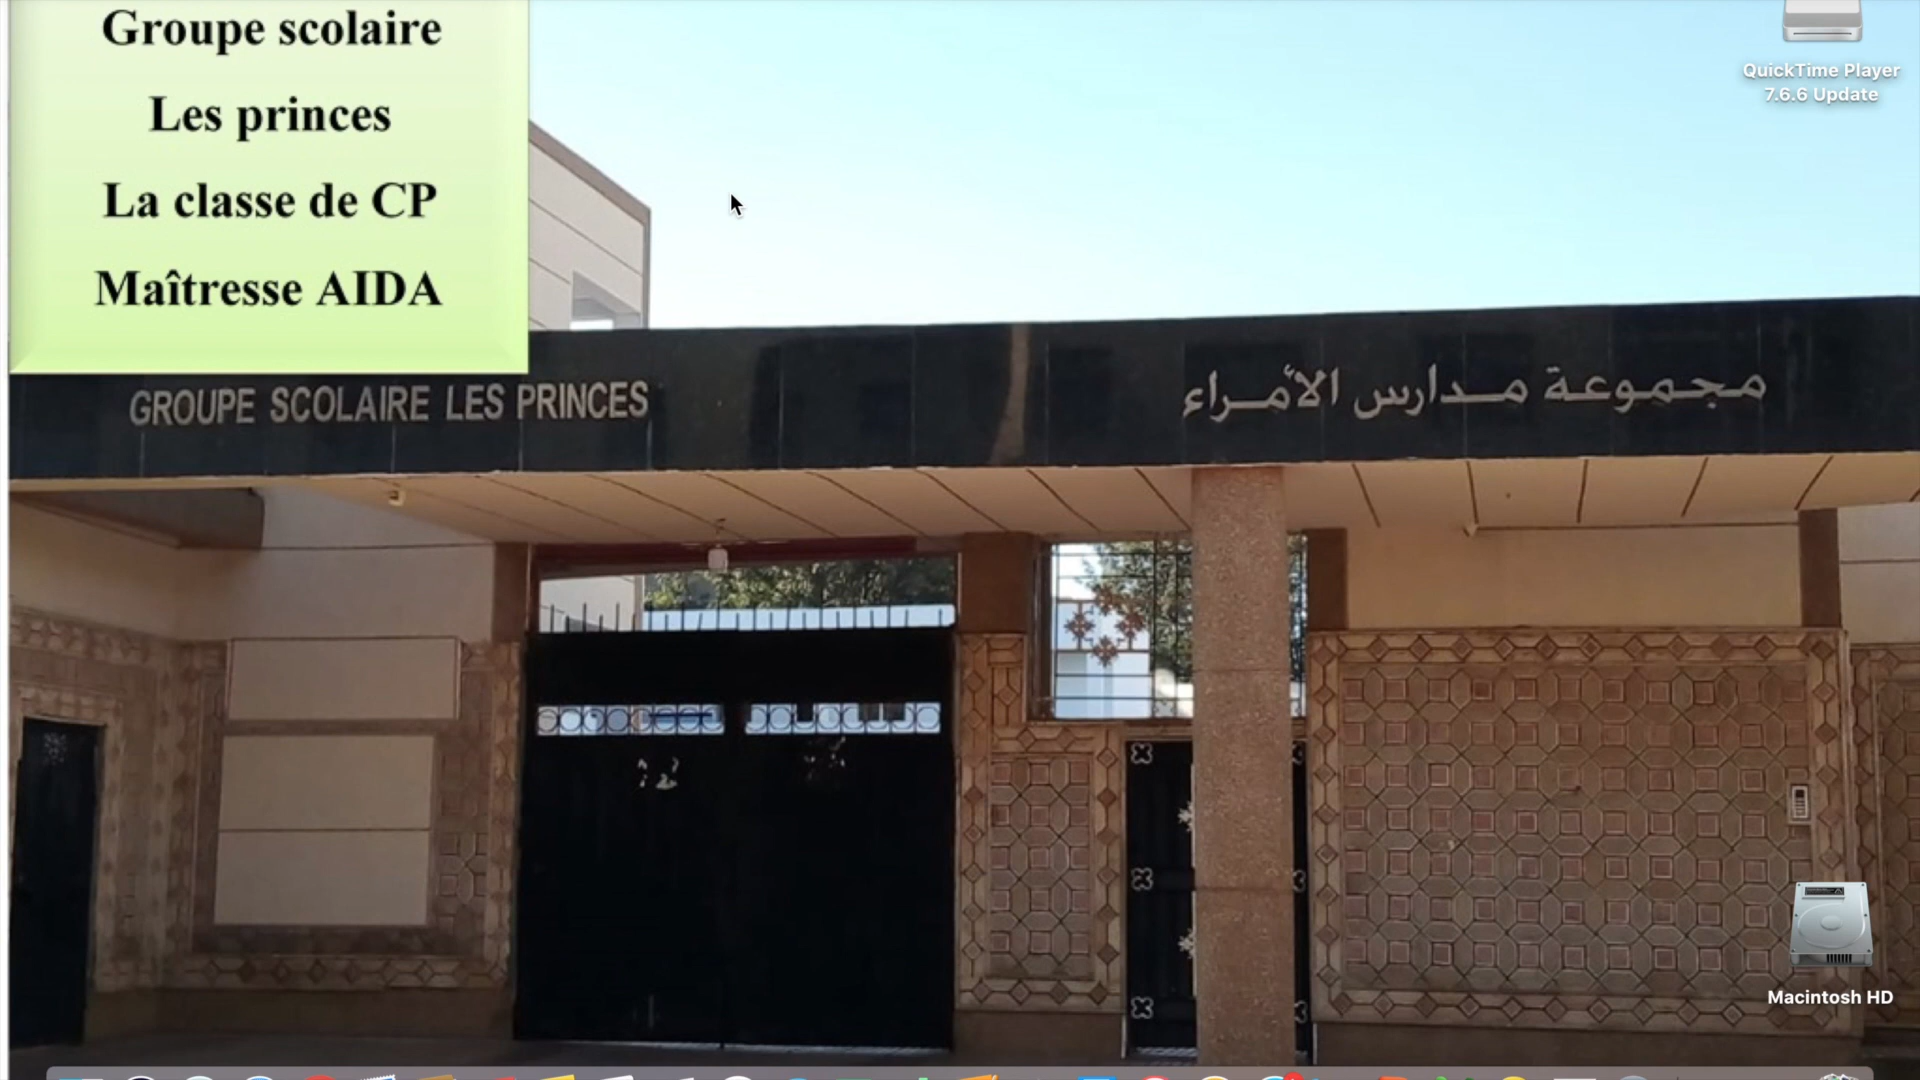 Groupe scolaire
Les princes
La classe de CP
Maîtresse AIDA
QuickTime Player
7.6.6 Update
GROUPE SCOLAIRE LES PRINCES
مجموعة مدارس الأمراء
Macintosh HD